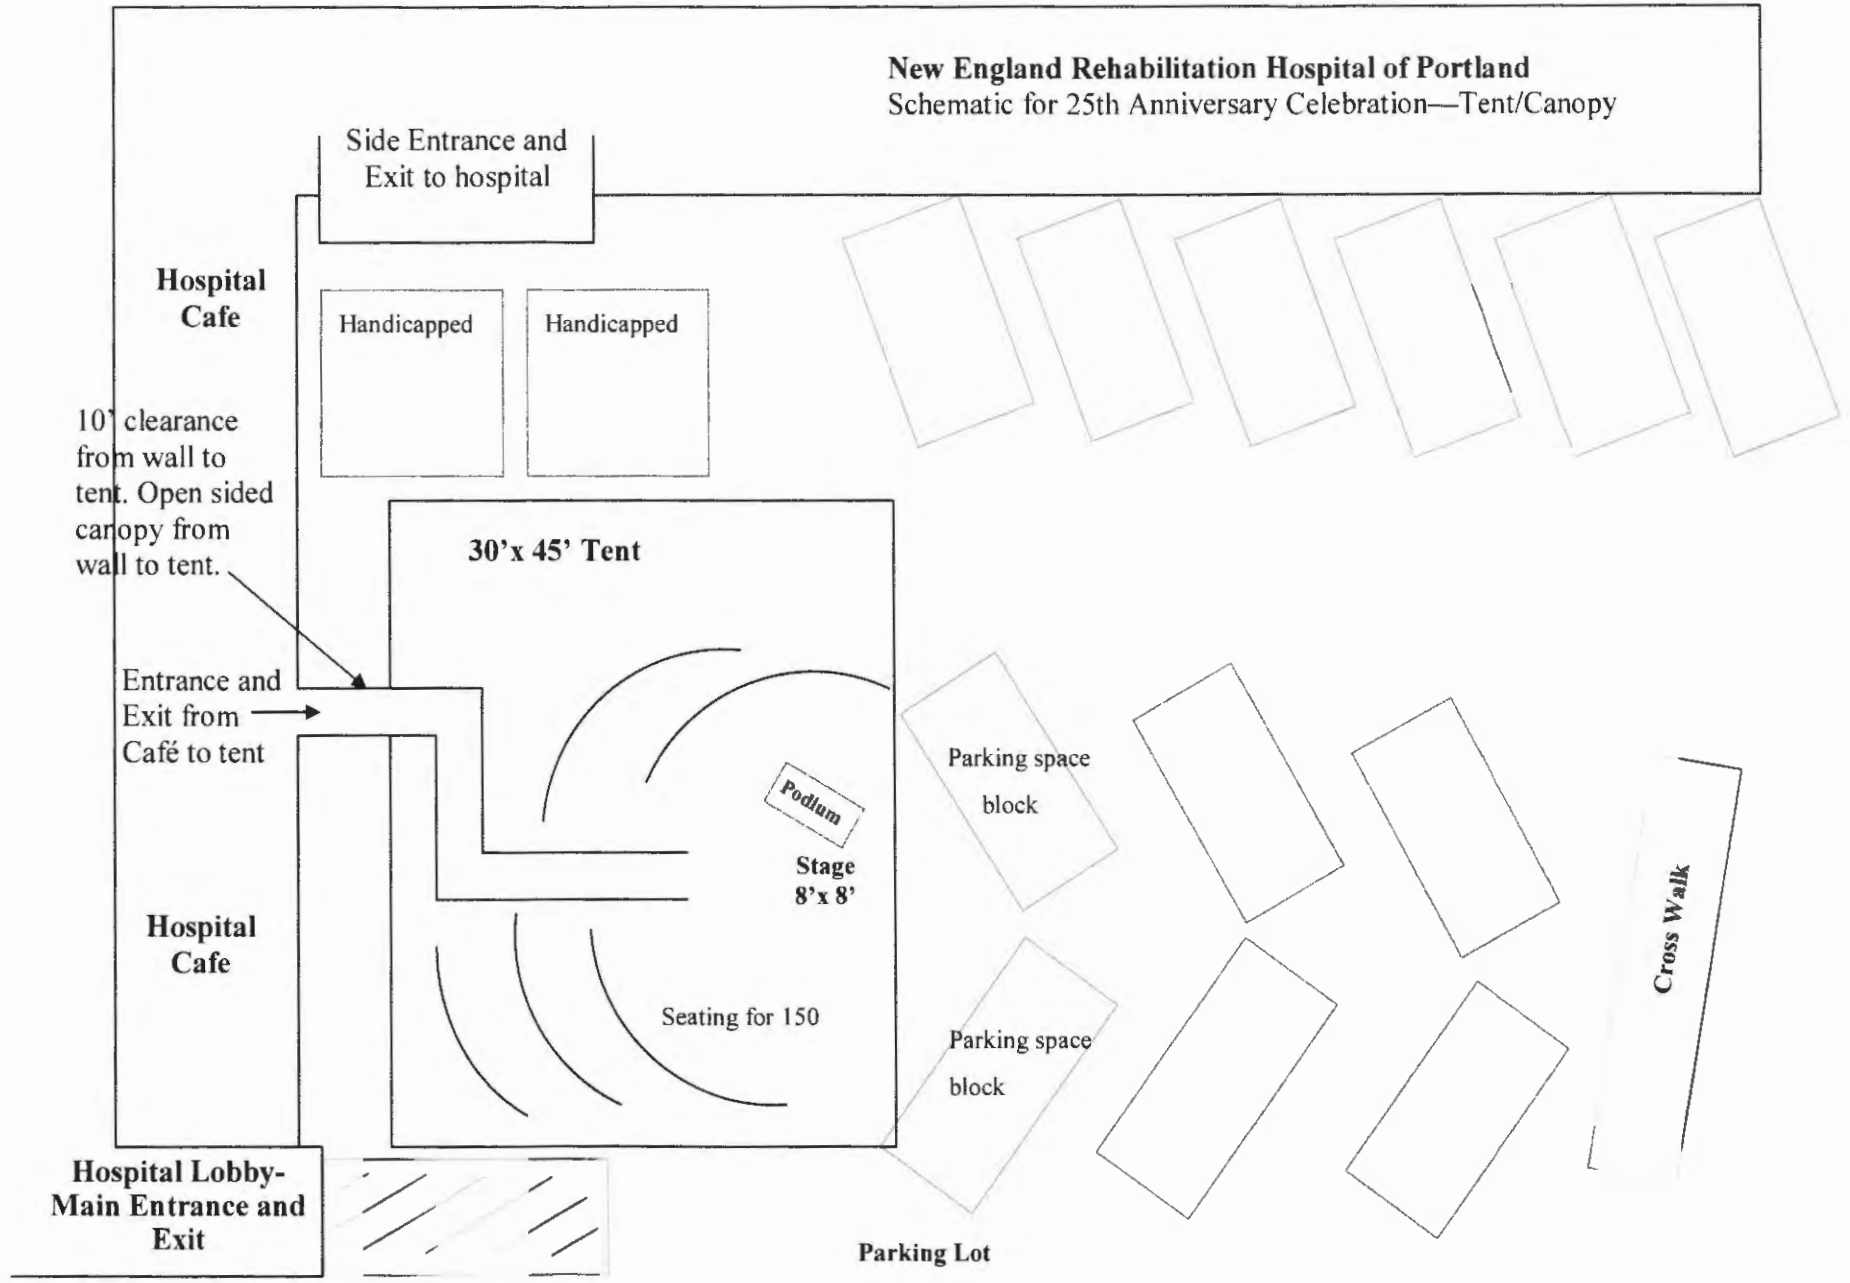 New England Rehabilitation Hospital of Portland
Schematic for 25th Anniversary Celebration—Tent/Canopy
Side Entrance and
Exit to hospital
Hospital
Cafe
Handicapped
Handicapped
10’ clearance
from wall to
tent. Open sided
canopy from
wall to tent.
30’x 45’ Tent
Entrance and
Exit from
Café to tent
Podium
Stage
8’x 8’
Parking space
block
Cross Walk
Hospital
Cafe
Seating for 150
Parking space
block
Hospital Lobby-
Main Entrance and
Exit
Parking Lot